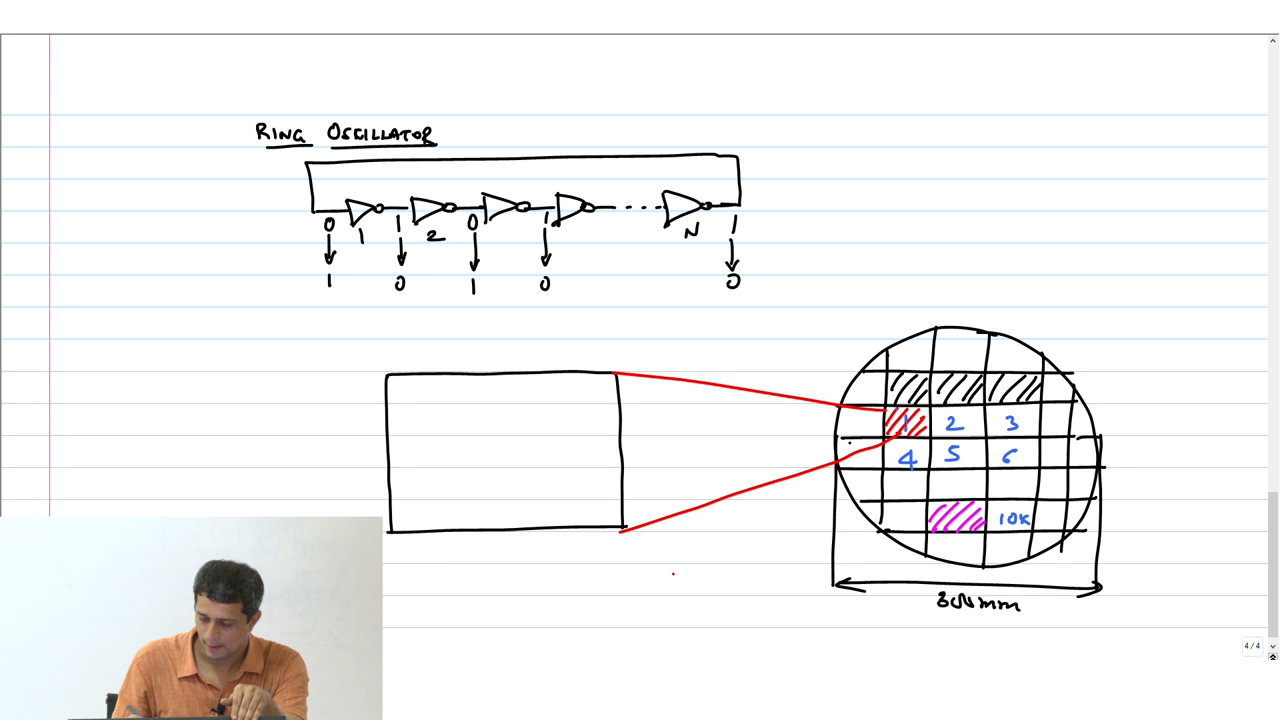 RING OSCILLATOR
0 1 1 2 0 1 N 1
1 0 1 0 0
1 2 3
4 5 6
10K
300mm
4 / 4